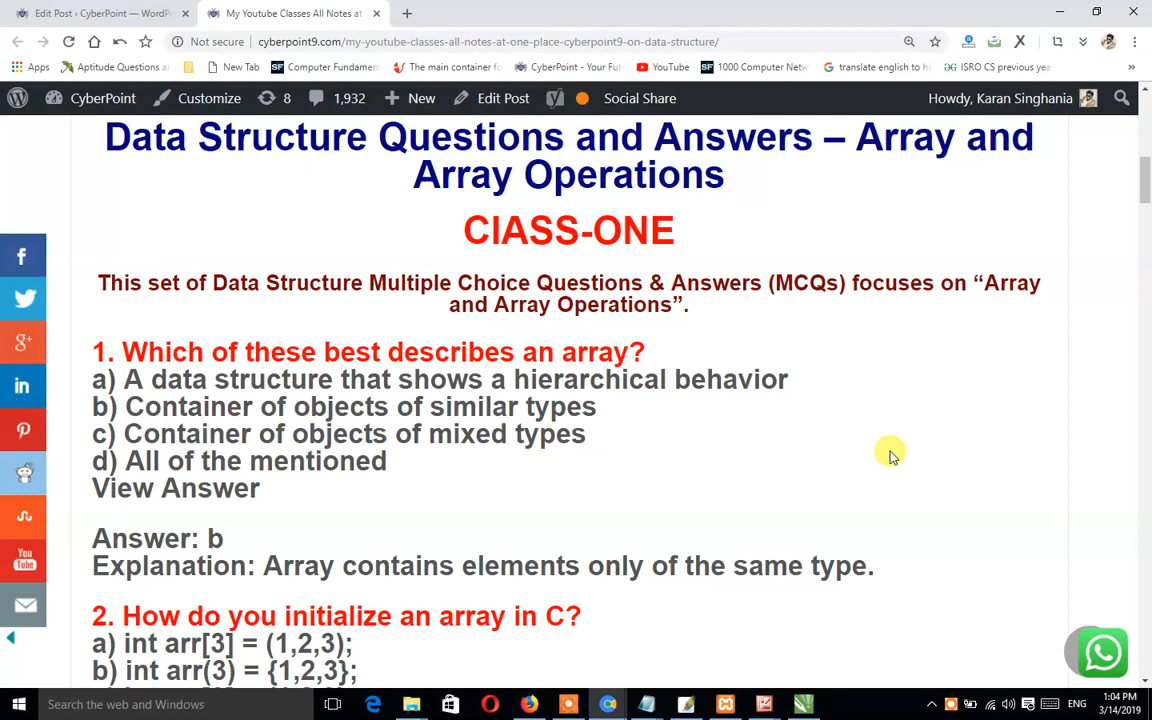 Edit Post ‹ CyberPoint — WordPr
My Youtube Classes All Notes at
Not secure
cyberpoint9.com/my-youtube-classes-all-notes-at-one-place-cyberpoint9-on-data-structure/
Apps
Aptitude Questions a
New Tab
Computer Fundament
The main container fo
CyberPoint - Your Fut
YouTube
1000 Computer Netw
translate english to hi
ISRO CS previous yea
CyberPoint
Customize
8
1,932
New
Edit Post
Social Share
Howdy, Karan Singhania
Data Structure Questions and Answers – Array and
Array Operations
ClASS-ONE
This set of Data Structure Multiple Choice Questions & Answers (MCQs) focuses on “Array
and Array Operations”.
1. Which of these best describes an array?
a) A data structure that shows a hierarchical behavior
b) Container of objects of similar types
c) Container of objects of mixed types
d) All of the mentioned
View Answer
Answer: b
Explanation: Array contains elements only of the same type.
2. How do you initialize an array in C?
a) int arr[3] = (1,2,3);
b) int arr(3) = {1,2,3};
Search the web and Windows
ENG
1:04 PM
3/14/2019